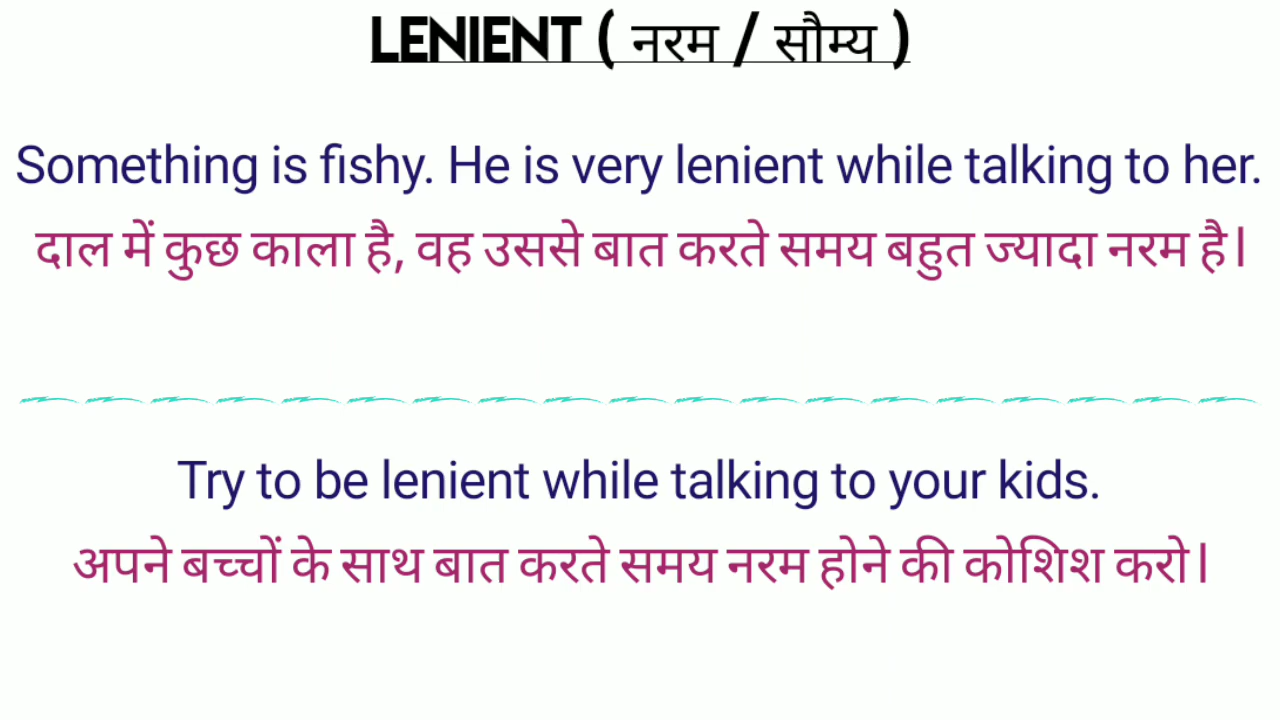 LENIENT ( नरम / सौम्य )
Something is fishy. He is very lenient while talking to her.
दाल में कुछ काला है, वह उससे बात करते समय बहुत ज्यादा नरम है।
Try to be lenient while talking to your kids.
अपने बच्चों के साथ बात करते समय नरम होने की कोशिश करो।